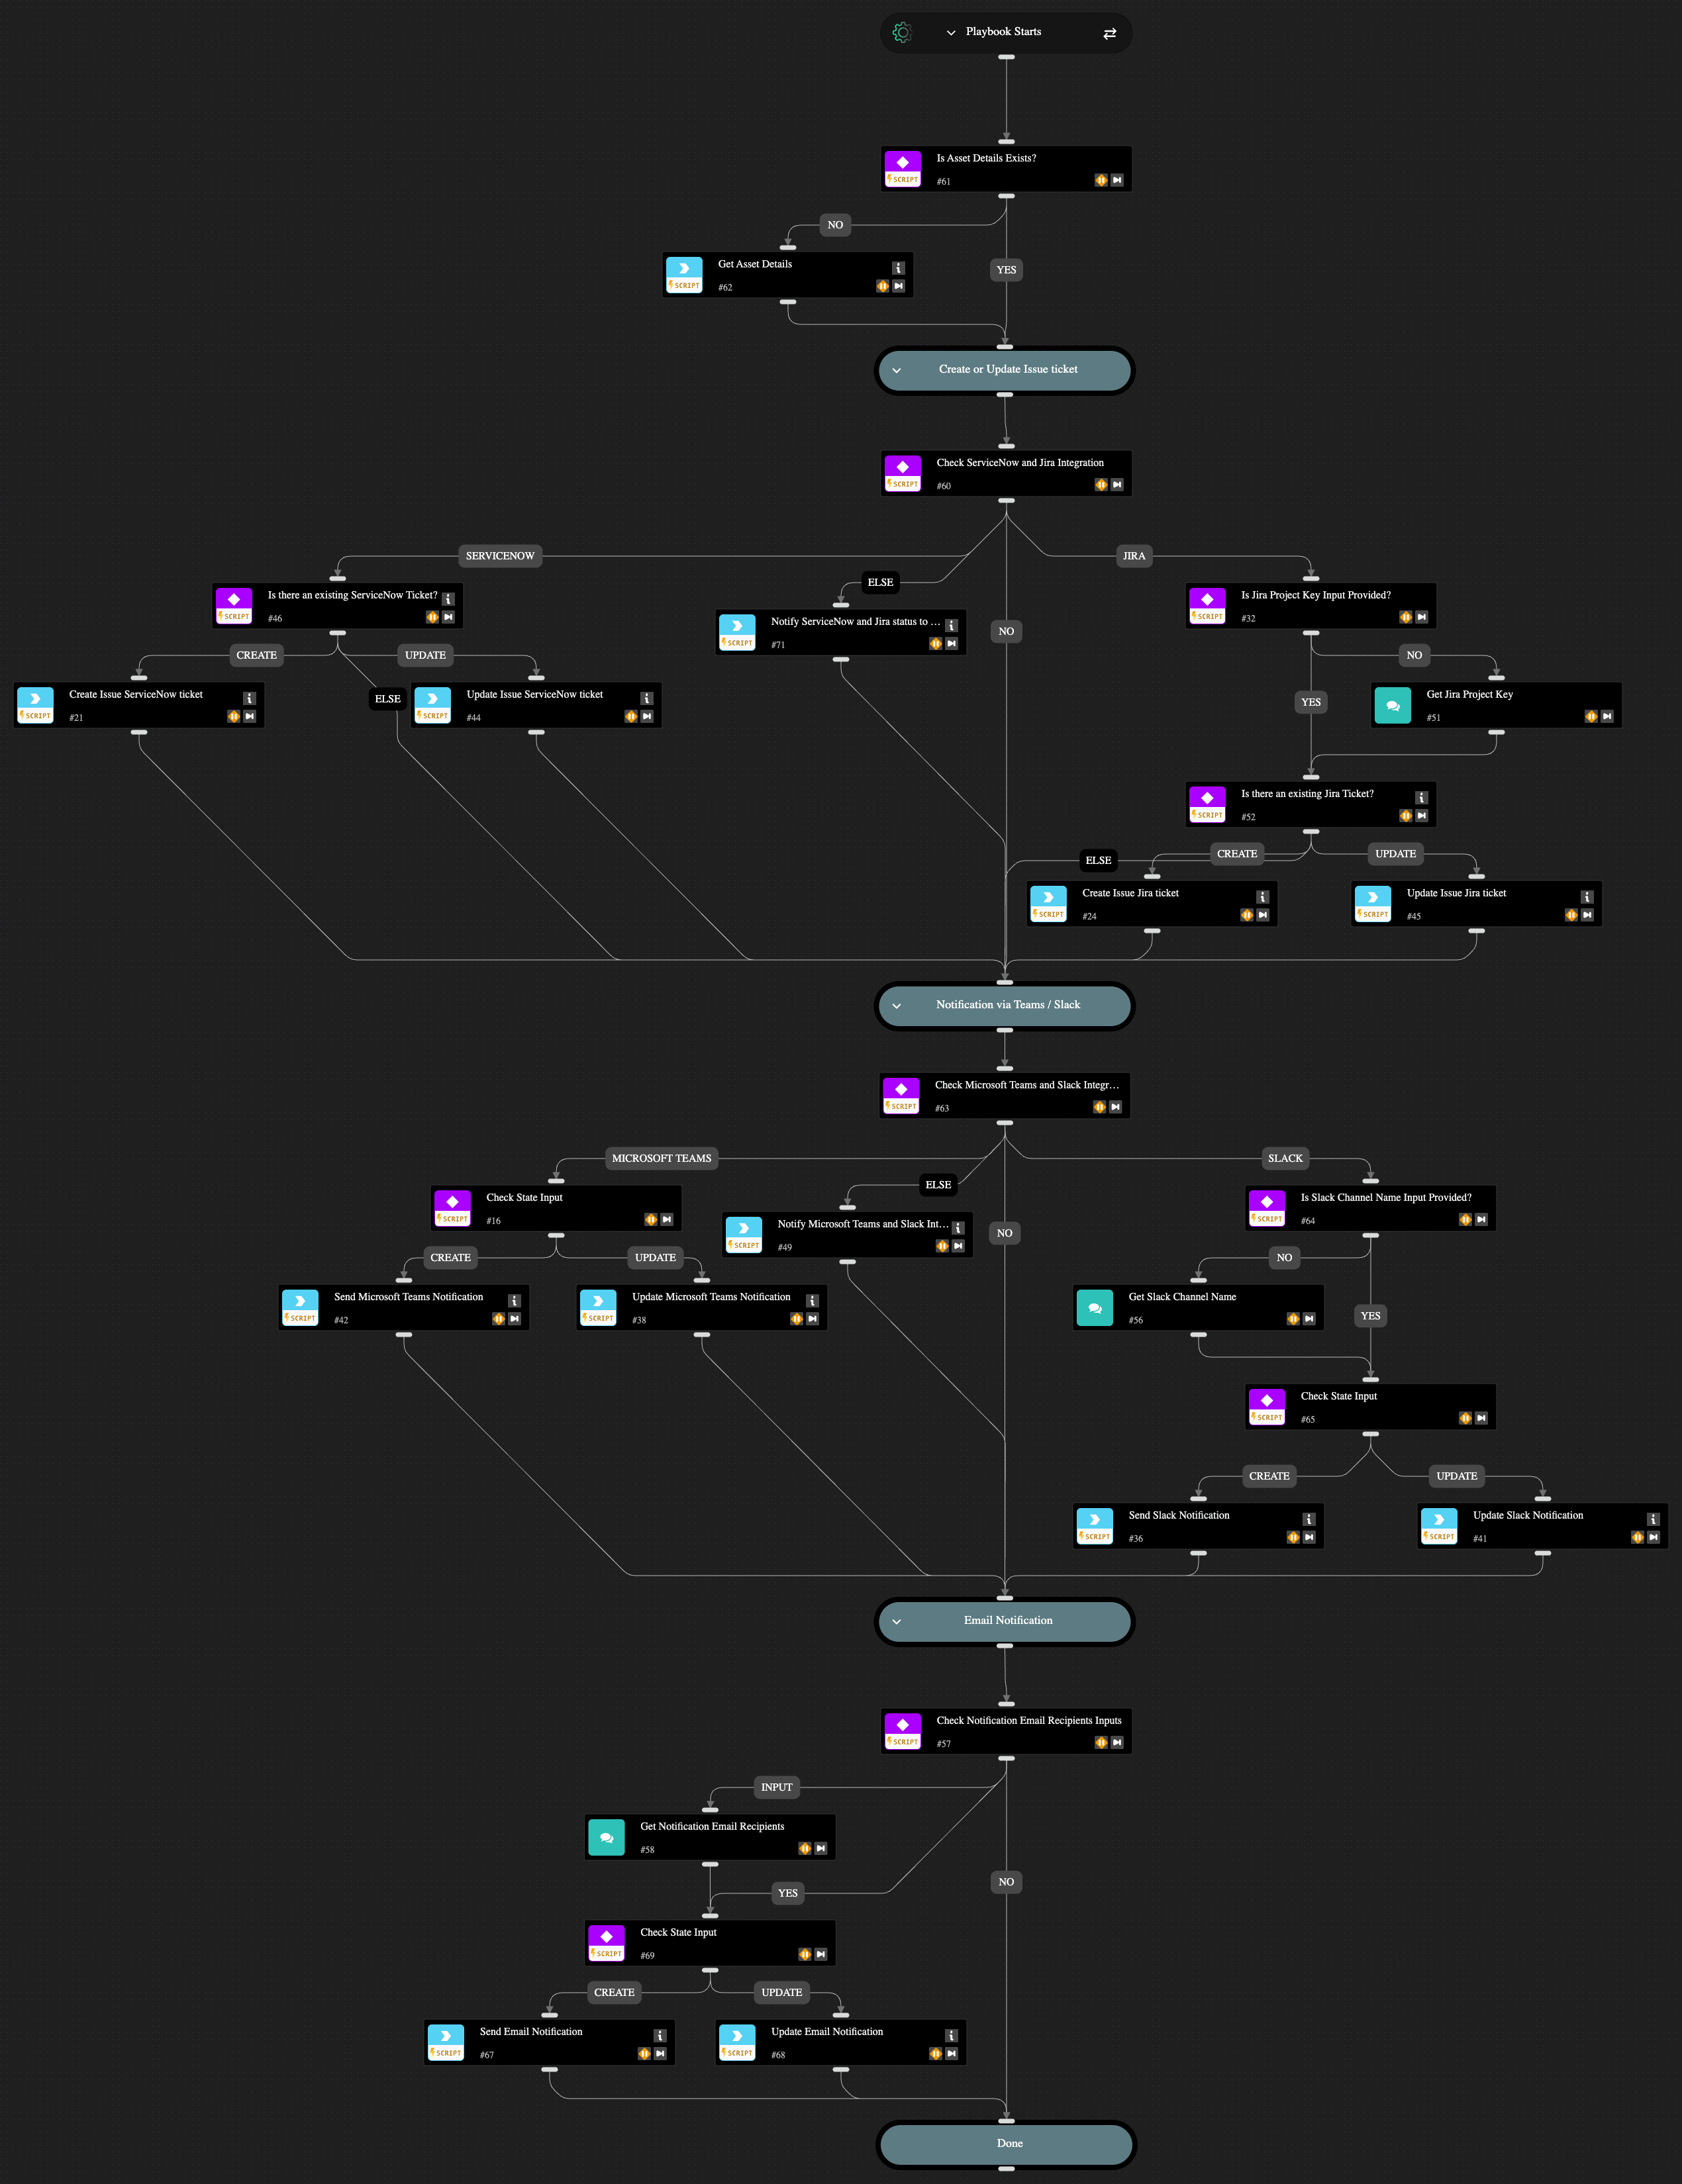 Playbook Starts
Is Asset Details Exists?
SCRIPT
#61
NO
Get Asset Details
SCRIPT
#62
YES
Create or Update Issue ticket
Check ServiceNow and Jira Integration
SCRIPT
#60
SERVICENOW
JIRA
ELSE
Is there an existing ServiceNow Ticket?
SCRIPT
#46
Notify ServiceNow and Jira status to ...
SCRIPT
#71
NO
Is Jira Project Key Input Provided?
SCRIPT
#32
CREATE
UPDATE
NO
Create Issue ServiceNow ticket
SCRIPT
#21
ELSE
Update Issue ServiceNow ticket
SCRIPT
#44
YES
Get Jira Project Key
#51
Is there an existing Jira Ticket?
SCRIPT
#52
ELSE
CREATE
UPDATE
Create Issue Jira ticket
SCRIPT
#24
Update Issue Jira ticket
SCRIPT
#45
Notification via Teams / Slack
Check Microsoft Teams and Slack Integr...
SCRIPT
#63
MICROSOFT TEAMS
SLACK
ELSE
Check State Input
SCRIPT
#16
Notify Microsoft Teams and Slack Int...
SCRIPT
#49
NO
Is Slack Channel Name Input Provided?
SCRIPT
#64
CREATE
UPDATE
NO
Send Microsoft Teams Notification
SCRIPT
#42
Update Microsoft Teams Notification
SCRIPT
#38
Get Slack Channel Name
#56
YES
Check State Input
SCRIPT
#65
CREATE
UPDATE
Send Slack Notification
SCRIPT
#36
Update Slack Notification
SCRIPT
#41
Email Notification
Check Notification Email Recipients Inputs
SCRIPT
#57
INPUT
Get Notification Email Recipients
#58
NO
YES
Check State Input
SCRIPT
#69
CREATE
UPDATE
Send Email Notification
SCRIPT
#67
Update Email Notification
SCRIPT
#68
Done